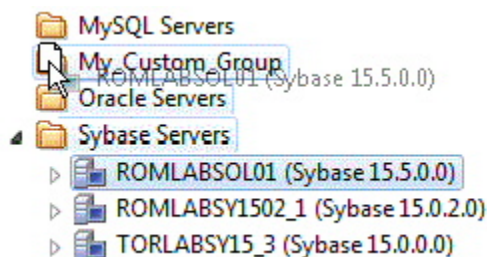 MySQL Servers
My_Custom_Group
ROMLABSOL01 (Sybase 15.5.0.0)
Oracle Servers
Sybase Servers
ROMLABSOL01 (Sybase 15.5.0.0)
ROMLABSY1502_1 (Sybase 15.0.2.0)
TORLABSY15_3 (Sybase 15.0.0.0)